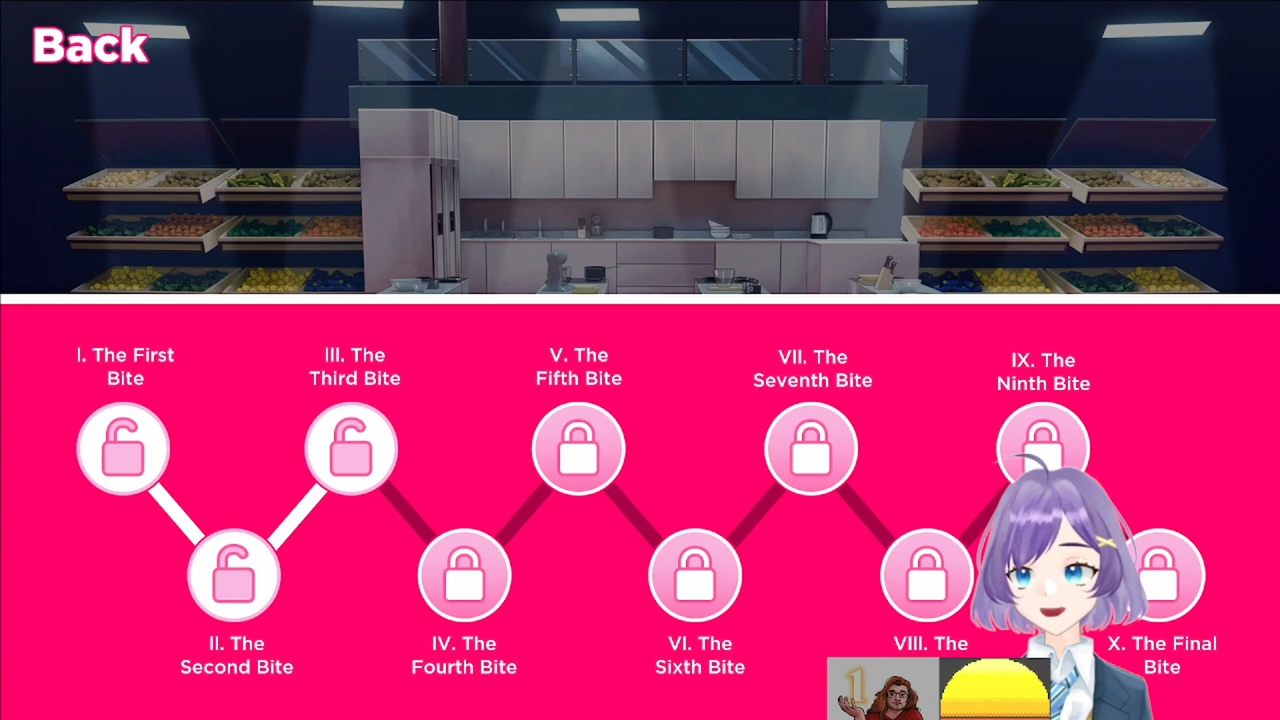 Back
I. The First
Bite
III. The
Third Bite
V. The
Fifth Bite
VII. The
Seventh Bite
IX. The
Ninth Bite
II. The
Second Bite
IV. The
Fourth Bite
VI. The
Sixth Bite
VIII. The
X. The Final
Bite
1